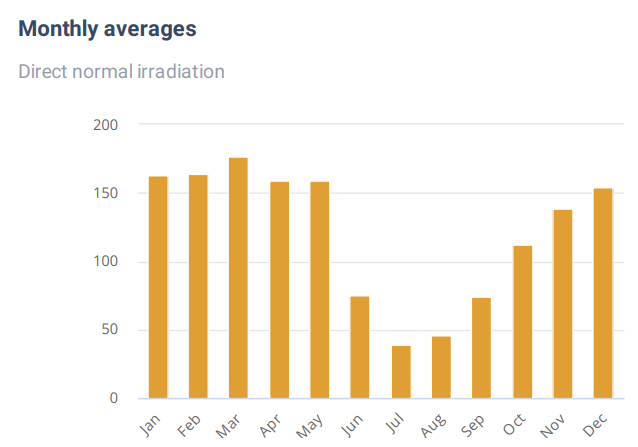 Monthly averages
Direct normal irradiation
200
150
100
50
0
Jan Feb Mar Apr May Jun Jul Aug Sep Oct Nov Dec